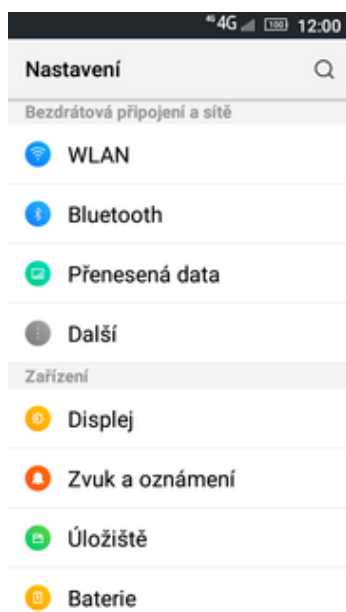 4G 4G 100 12:00
Nastavení
Bezdrátová připojení a sítě
WLAN
Bluetooth
Přenesená data
Další
Zařízení
Displej
Zvuk a oznámení
Úložiště
Baterie